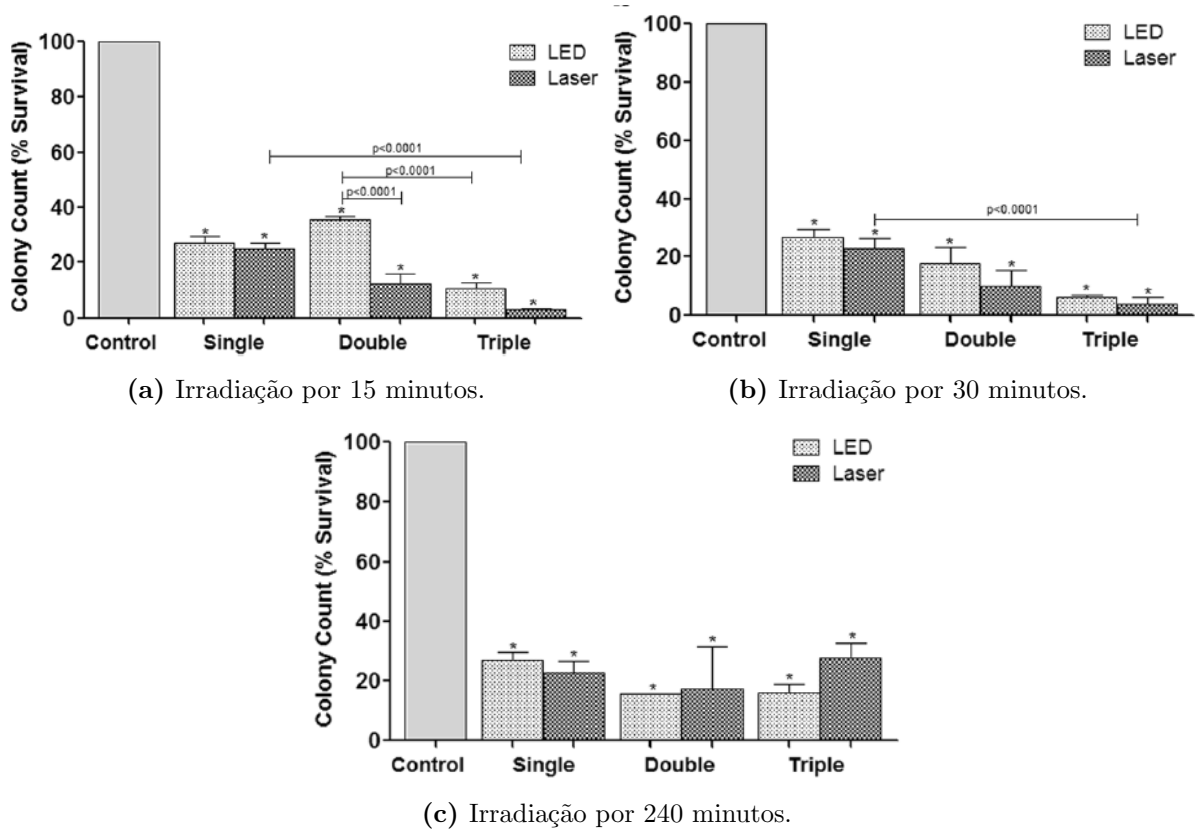 Colony Count (% Survival)
100
80
60
40
20
0
LED
Laser
p<0.0001
p<0.0001
p<0.0001
*
*
*
*
*
*
Control Single Double Triple
(a) Irradiação por 15 minutos.
Colony Count (% Survival)
100
80
60
40
20
0
LED
Laser
p<0.0001
*
*
*
*
*
*
Control Single Double Triple
(b) Irradiação por 30 minutos.
Colony Count (% Survival)
100
80
60
40
20
0
LED
Laser
*
*
*
*
*
*
Control Single Double Triple
(c) Irradiação por 240 minutos.